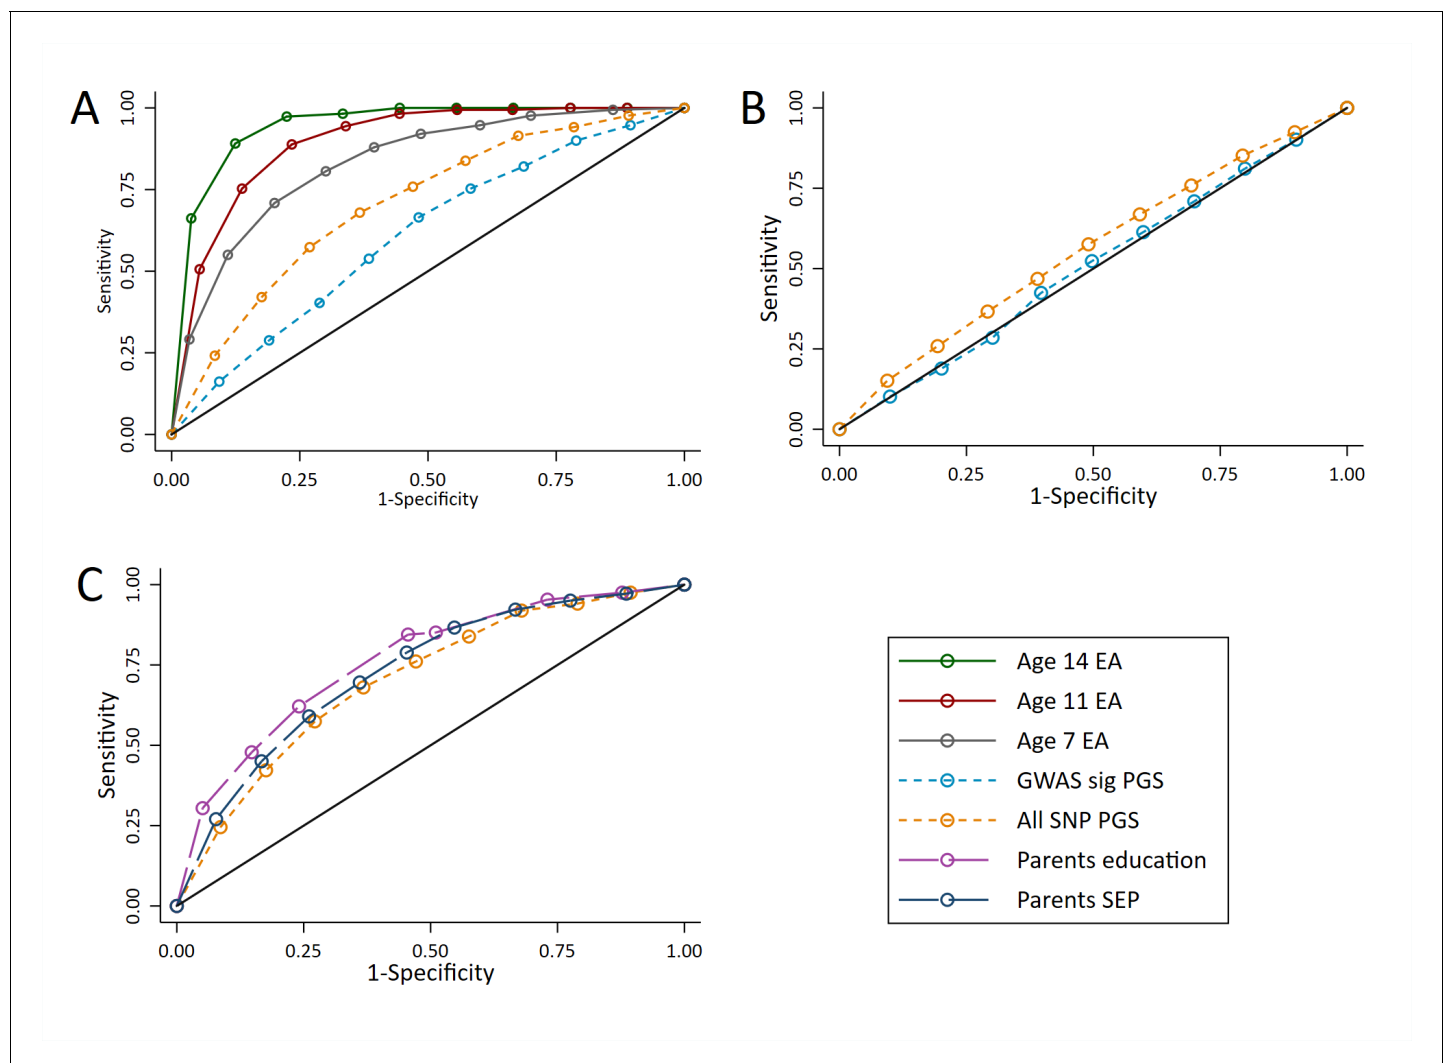 A
1.00
0.75
0.50
0.25
0.00
Sensitivity
0.00 0.25 0.50 0.75 1.00
1-Specificity
B
1.00
0.75
0.50
0.25
0.00
Sensitivity
0.00 0.25 0.50 0.75 1.00
1-Specificity
C
1.00
0.75
0.50
0.25
0.00
Sensitivity
0.00 0.25 0.50 0.75 1.00
1-Specificity
Age 14 EA
Age 11 EA
Age 7 EA
GWAS sig PGS
All SNP PGS
Parents education
Parents SEP